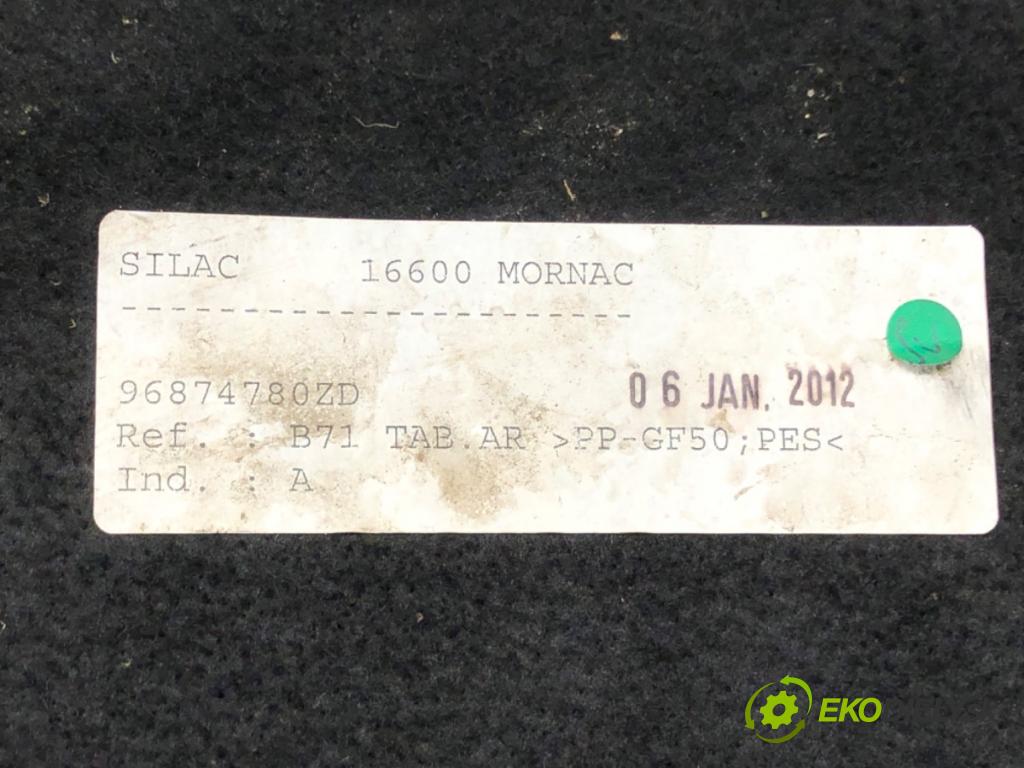 SILAC 16600 MORNAC
-----------------------
96874780ZD 06 JAN. 2012
Ref. : B71 TAB.AR >PP-GF50;PES<
Ind. : A
EKO